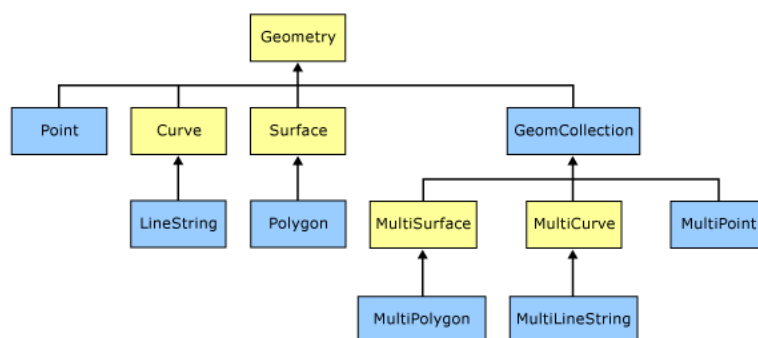 Geometry
Point
Curve
Surface
GeomCollection
LineString
Polygon
MultiSurface
MultiCurve
MultiPoint
MultiPolygon
MultiLineString